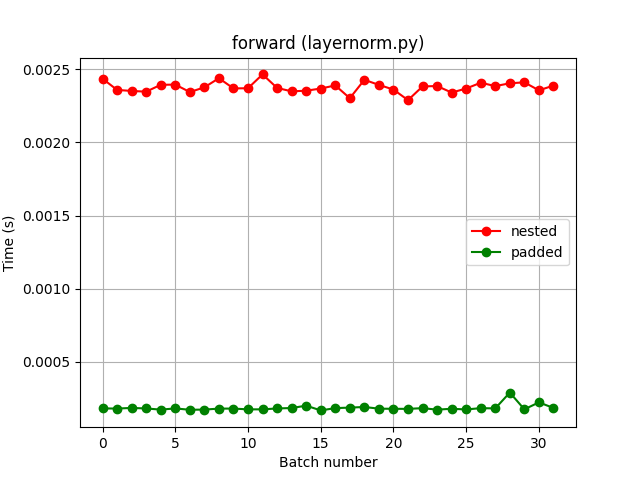 forward (layernorm.py)
0.0025
0.0020
0.0015
0.0010
0.0005
Time (s)
nested
padded
0 5 10 15 20 25 30
Batch number